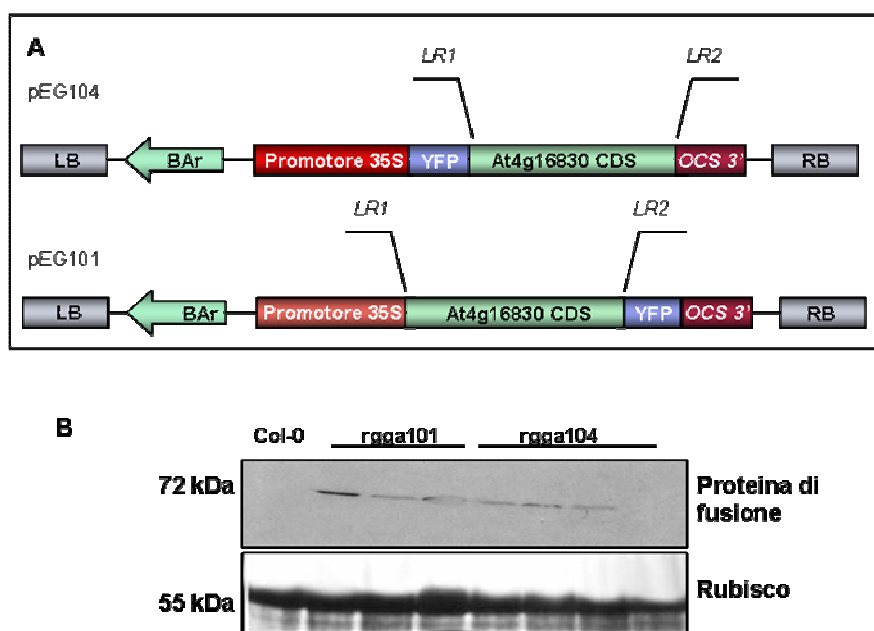 A
LR1
LR2
pEG104
LB
BAr
Promotore 35S
YFP
At4g16830 CDS
OCS 3'
RB
LR1
LR2
pEG101
LB
BAr
Promotore 35S
At4g16830 CDS
YFP
OCS 3'
RB
B
Col-0
rgga101
rgga104
72 kDa
Proteina di
fusione
55 kDa
Rubisco